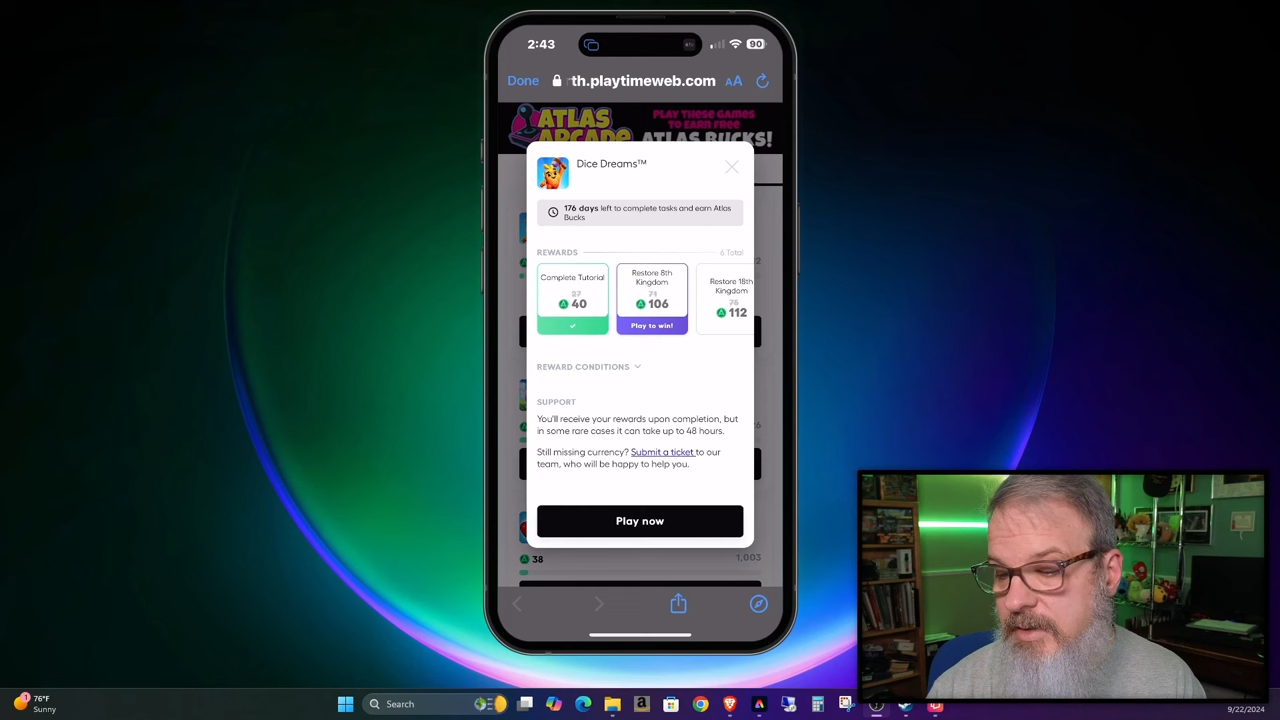 2:43
90
Done
th.playtimeweb.com
AA
ATLAS ARCADE
PLAY THESE GAMES
TO EARN FREE
ATLAS BUCKS!
Dice Dreams™
176 days left to complete tasks and earn Atlas
Bucks
REWARDS
6 Total
Complete Tutorial
37
40
Restore 8th
Kingdom
71
106
Play to win!
Restore 18th
Kingdom
75
112
REWARD CONDITIONS
SUPPORT
You'll receive your rewards upon completion, but
in some rare cases it can take up to 48 hours.
Still missing currency? Submit a ticket to our
team, who will be happy to help you.
Play now
38
1,003
1
76°F
Sunny
Search
9/22/2024